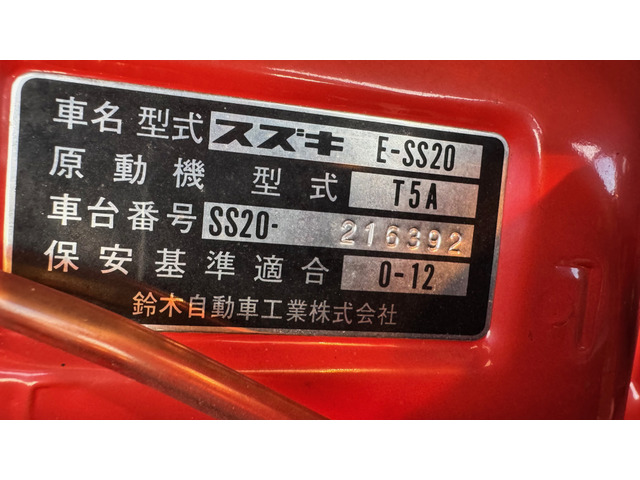 車名型式 スズキ E-SS20
原動機型式 T5A
車台番号 SS20- 216392
保安基準適合 0-12
鈴木自動車工業株式会社